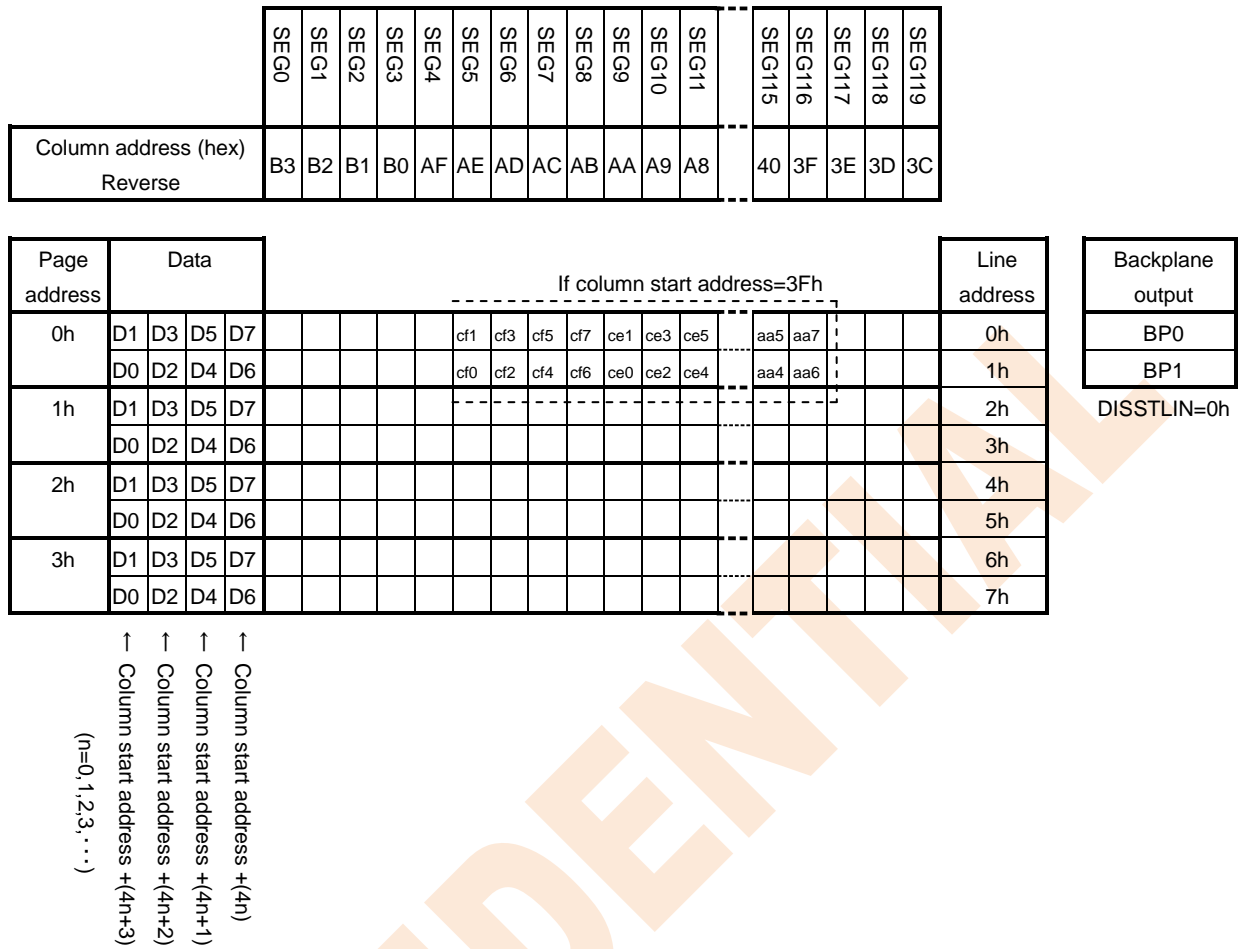 SEG0 SEG1 SEG2 SEG3 SEG4 SEG5 SEG6 SEG7 SEG8 SEG9 SEG10 SEG11 SEG115 SEG116 SEG117 SEG118 SEG119
Column address (hex)
Reverse
B3 B2 B1 B0 AF AE AD AC AB AA A9 A8 40 3F 3E 3D 3C
Page
address
Data
If column start address=3Fh
Line
address
Backplane
output
0h D1 D3 D5 D7 cf1 cf3 cf5 cf7 ce1 ce3 ce5 aa5 aa7 0h BP0
D0 D2 D4 D6 cf0 cf2 cf4 cf6 ce0 ce2 ce4 aa4 aa6 1h BP1
1h D1 D3 D5 D7 2h DISSTLIN=0h
D0 D2 D4 D6 3h
2h D1 D3 D5 D7 4h
D0 D2 D4 D6 5h
3h D1 D3 D5 D7 6h
D0 D2 D4 D6 7h
← Column start address +(4n)
← Column start address +(4n+1)
← Column start address +(4n+2)
← Column start address +(4n+3)
(n=0,1,2,3,···)
IDENTIAL